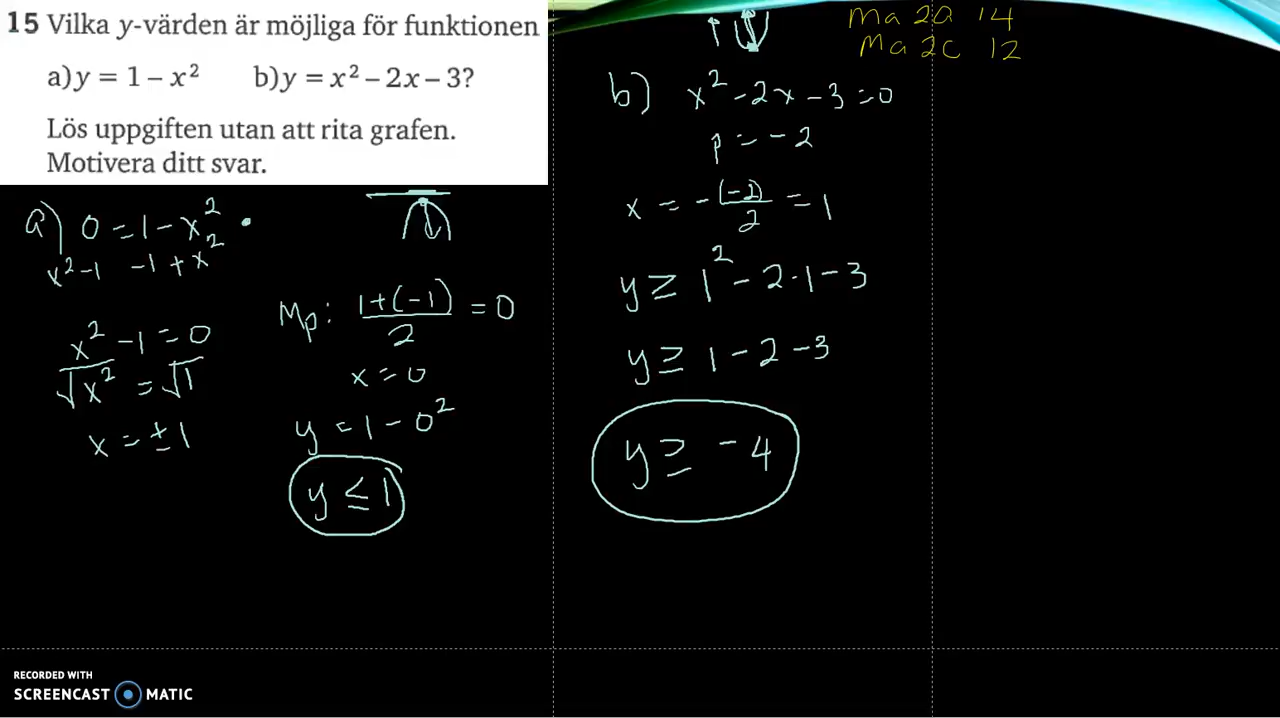 15 Vilka y-värden är möjliga för funktionen
a) y = 1 – x² b) y = x² – 2x – 3?
Lös uppgiften utan att rita grafen.
Motivera ditt svar.
Ma 2a 14
Ma 2c 12
a) 0 = 1 - x²
x² - 1 -1 + x²
x² - 1 = 0
√x² = √1
x = ± 1
Mp: (1 + (-1))/2 = 0
x = 0
y = 1 - 0²
y ≤ 1
b) x² - 2x - 3 = 0
p = -2
x = - (-2)/2 = 1
y ≥ 1² - 2·1 - 3
y ≥ 1 - 2 - 3
y ≥ -4
RECORDED WITH
SCREENCAST MATIC